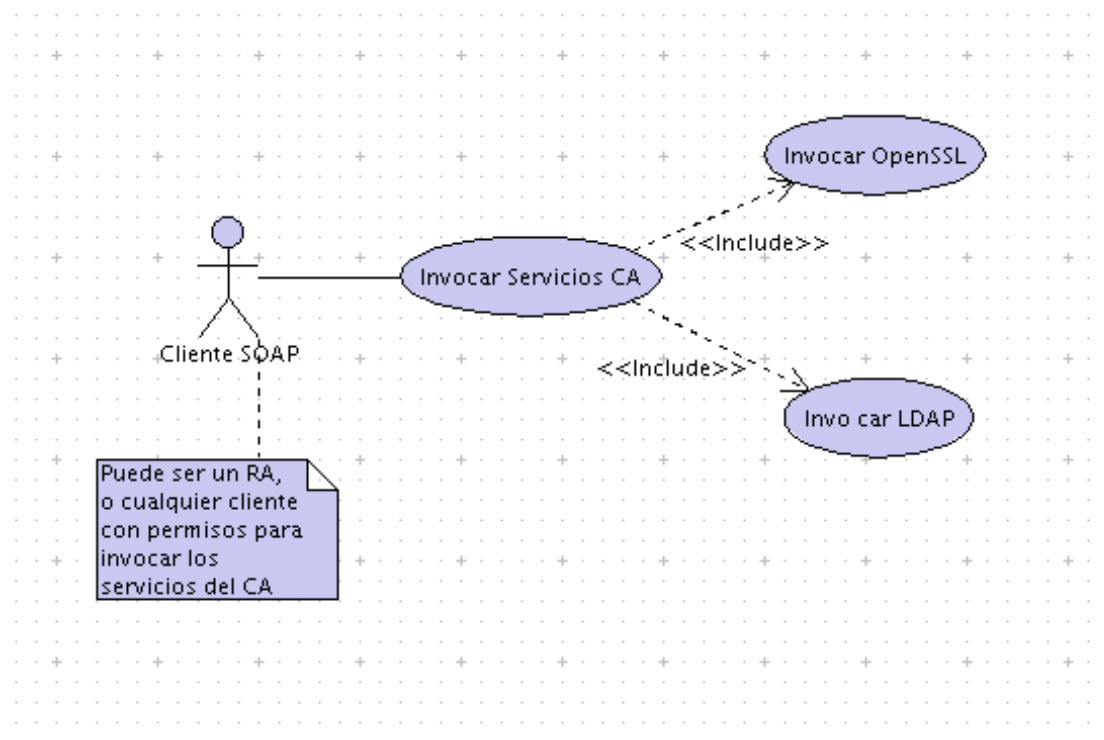 Invocar OpenSSL
<<Include>>
Invocar Servicios CA
Cliente SOAP
<<Include>>
Invo car LDAP
Puede ser un RA,
o cualquier cliente
con permisos para
invocar los
servicios del CA